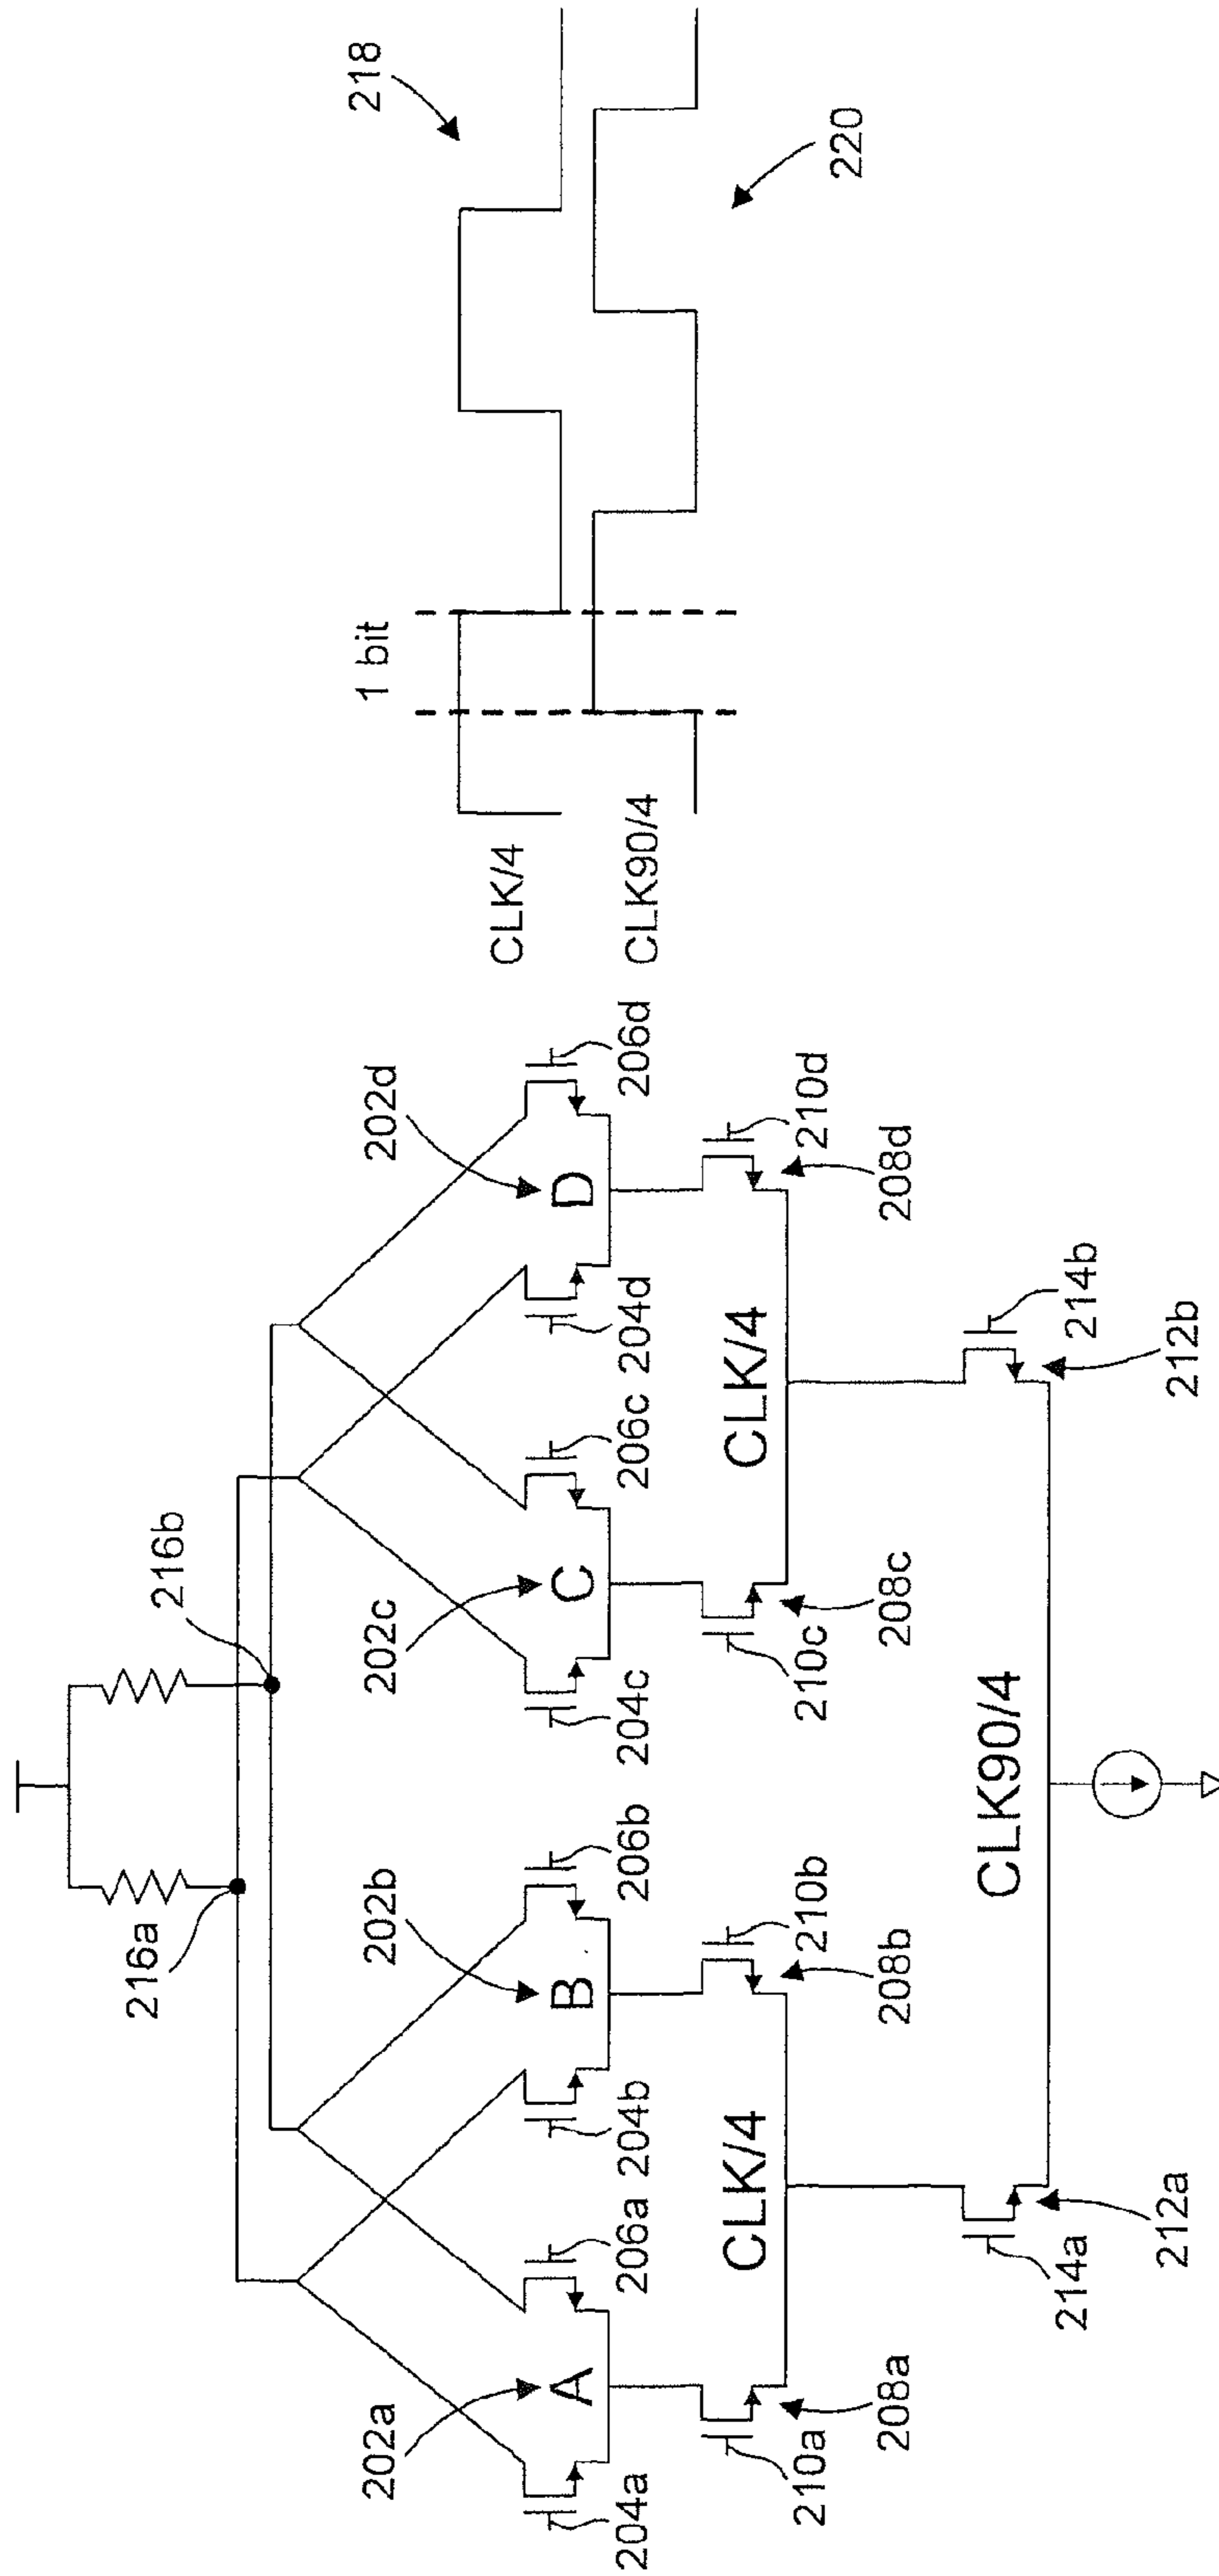 216a
216b
202a
202b
202c
202d
A
B
C
D
204a
206a
204b
206b
204c
206c
204d
206d
CLK/4
CLK/4
210a
208a
210b
208b
210c
208c
210d
208d
CLK90/4
214a
212a
214b
212b
1 bit
218
CLK/4
CLK90/4
220